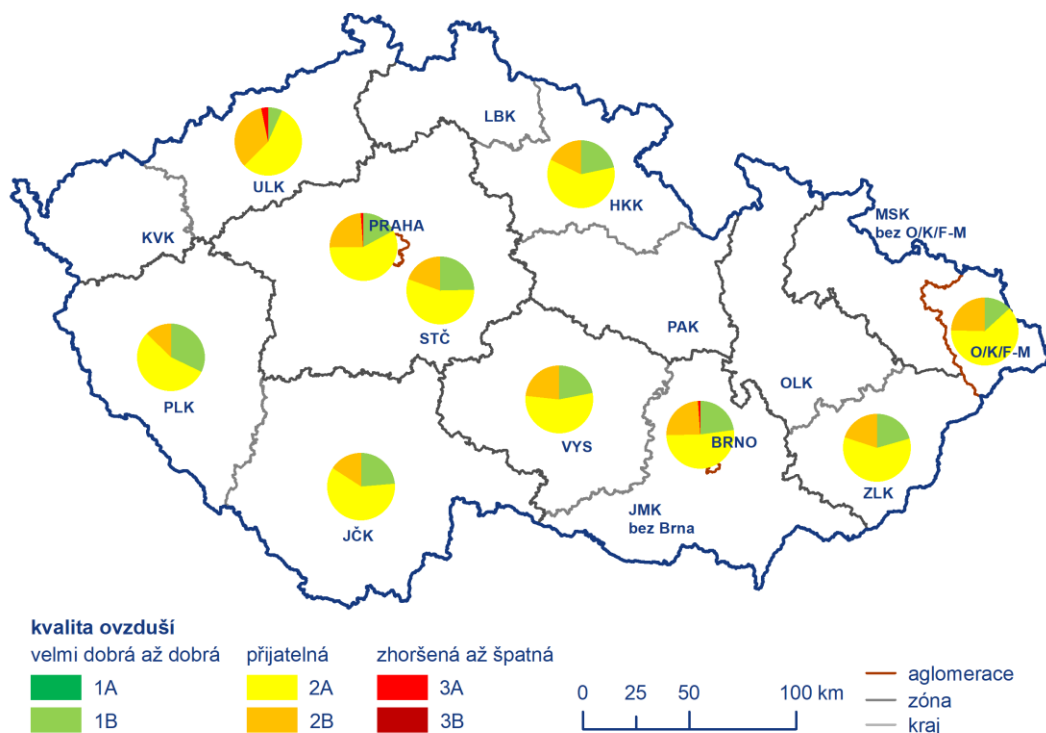 LBK
ULK
HKK
MSK
bez O/K/F-M
PRAHA
KVK
STČ
PAK
O/K/F-M
OLK
PLK
VYS
BRNO
ZLK
JMK
bez Brna
JČK
kvalita ovzduší
velmi dobrá až dobrá
přijatelná
zhoršená až špatná
1A
2A
3A
1B
2B
3B
0 25 50 100 km
aglomerace
zóna
kraj